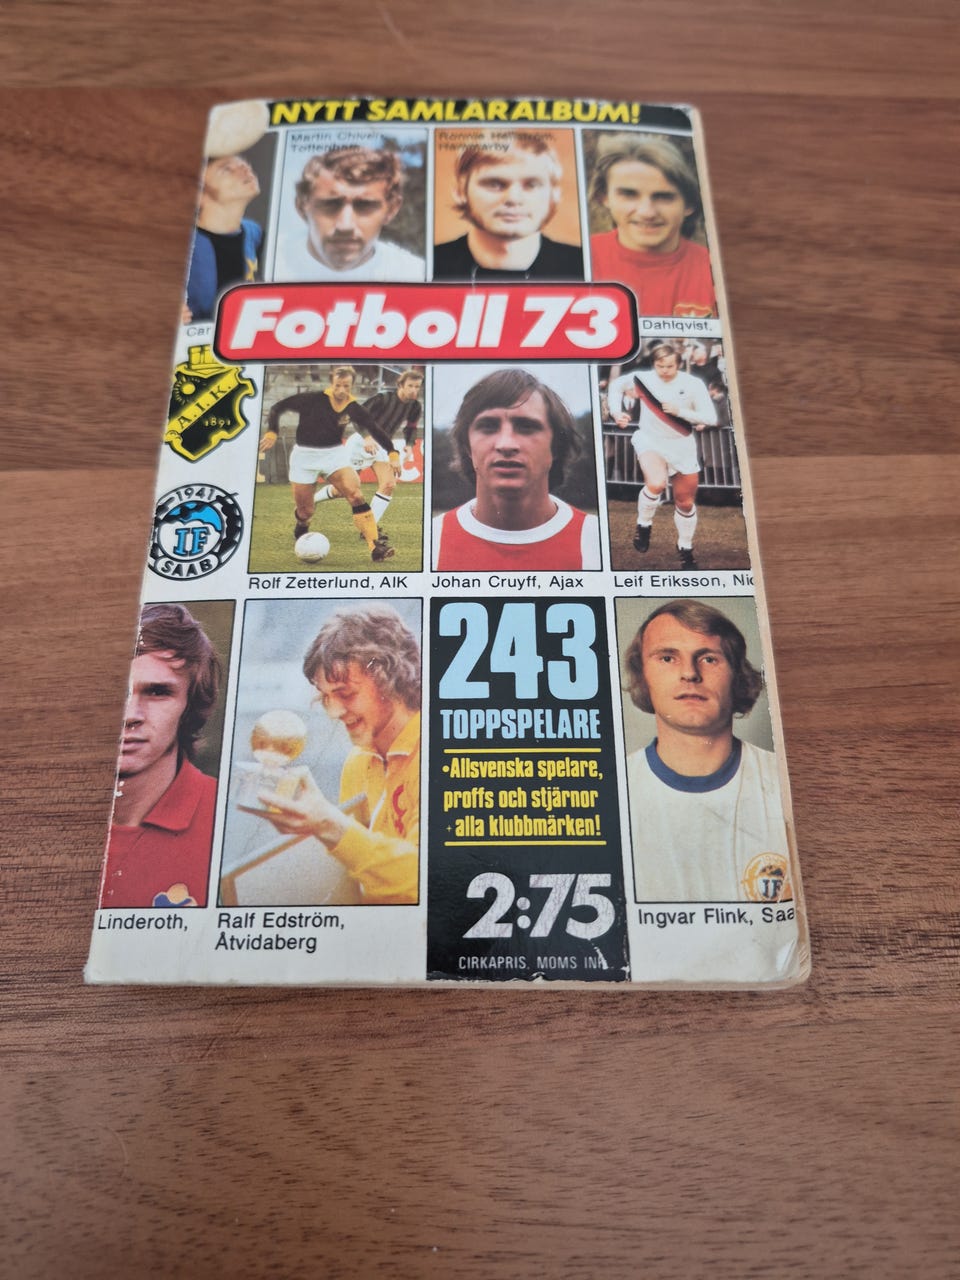 NYTT SAMLARALBUM!
Martin Chivers, Tottenham
Ronnie Hellström, Hammarby
Fotboll 73
Car
Dahlqvist,
A.I.K.
1891
1941
IF
SAAB
Rolf Zetterlund, AIK
Johan Cruyff, Ajax
Leif Eriksson, Nic
243
TOPPSPELARE
•Allsvenska spelare,
proffs och stjärnor
+ alla klubbmärken!
2:75
CIRKAPRIS, MOMS INK
Linderoth,
Ralf Edström,
Åtvidaberg
Ingvar Flink, Saa
IF